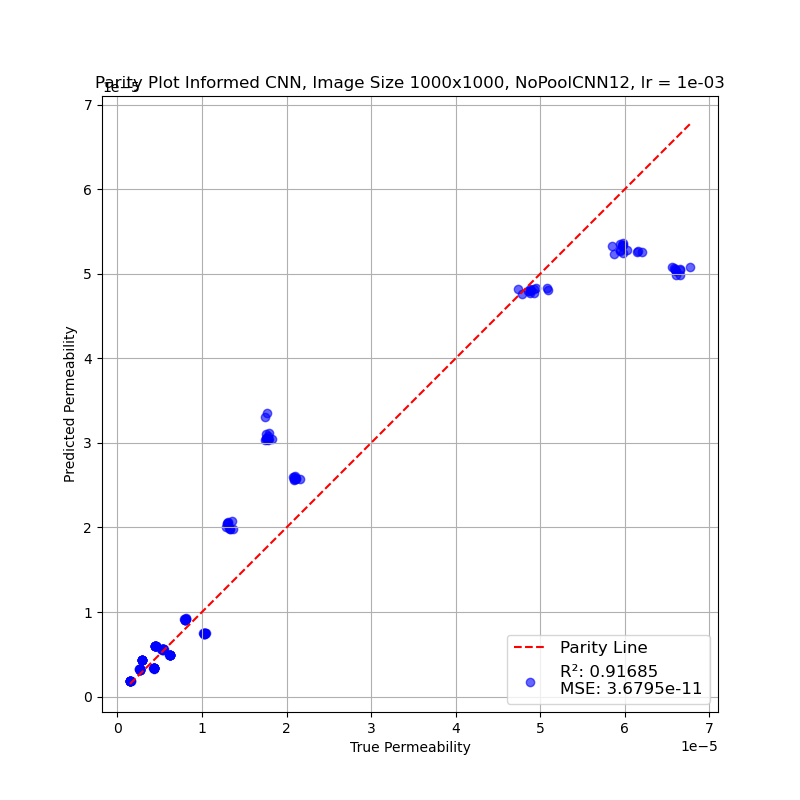 Parity Plot Informed CNN, Image Size 1000x1000, NoPoolCNN12, lr = 1e-03
1e−5
7
6
5
4
3
2
1
0
Predicted Permeability
Parity Line
R²: 0.91685
MSE: 3.6795e-11
0 1 2 3 4 5 6 7
1e−5
True Permeability